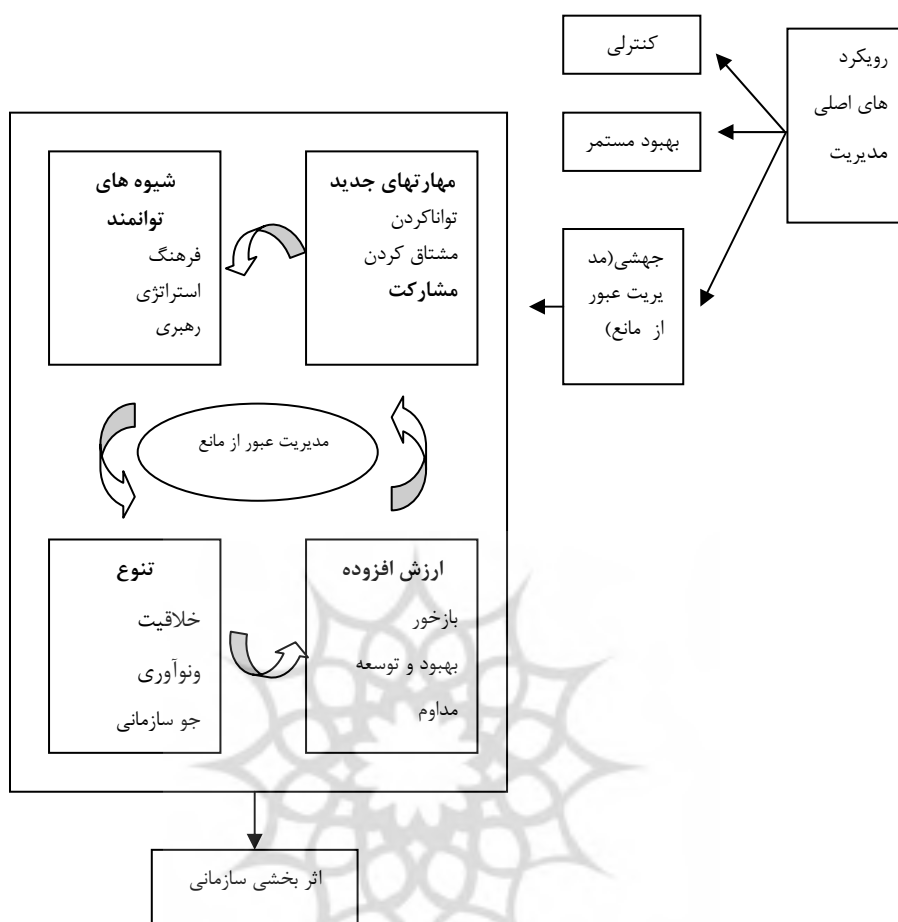 رویکرد
های اصلی
مدیریت
کنترلی
بهبود مستمر
جهشی(مد
یریت عبور
از مانع)
مهارتهای جدید
تواناکردن
مشتاق کردن
مشارکت
شیوه های
توانمند
فرهنگ
استراتژی
رهبری
مدیریت عبور از مانع
تنوع
خلاقیت
ونوآوری
جو سازمانی
ارزش افزوده
بازخور
بهبود و توسعه
مداوم
اثر بخشی سازمانی